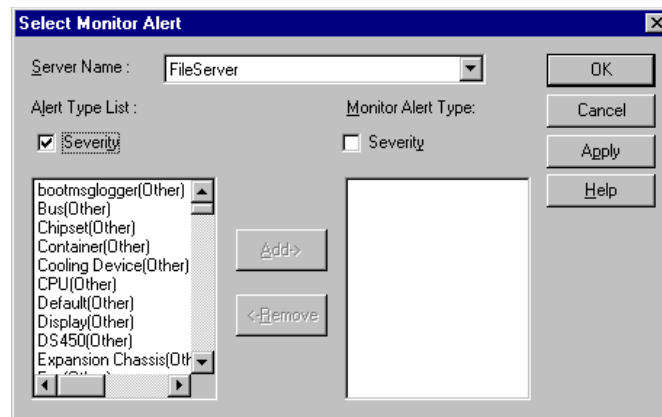 Select Monitor Alert
Server Name :
FileServer
OK
Alert Type List :
Monitor Alert Type:
Cancel
Severity
Severity
Apply
Help
bootmsglogger(Other)
Bus(Other)
Chipset(Other)
Container(Other)
Cooling Device(Other)
CPU(Other)
Default(Other)
Display(Other)
DS450(Other)
Expansion Chassis(Oth
Add->
<-Remove